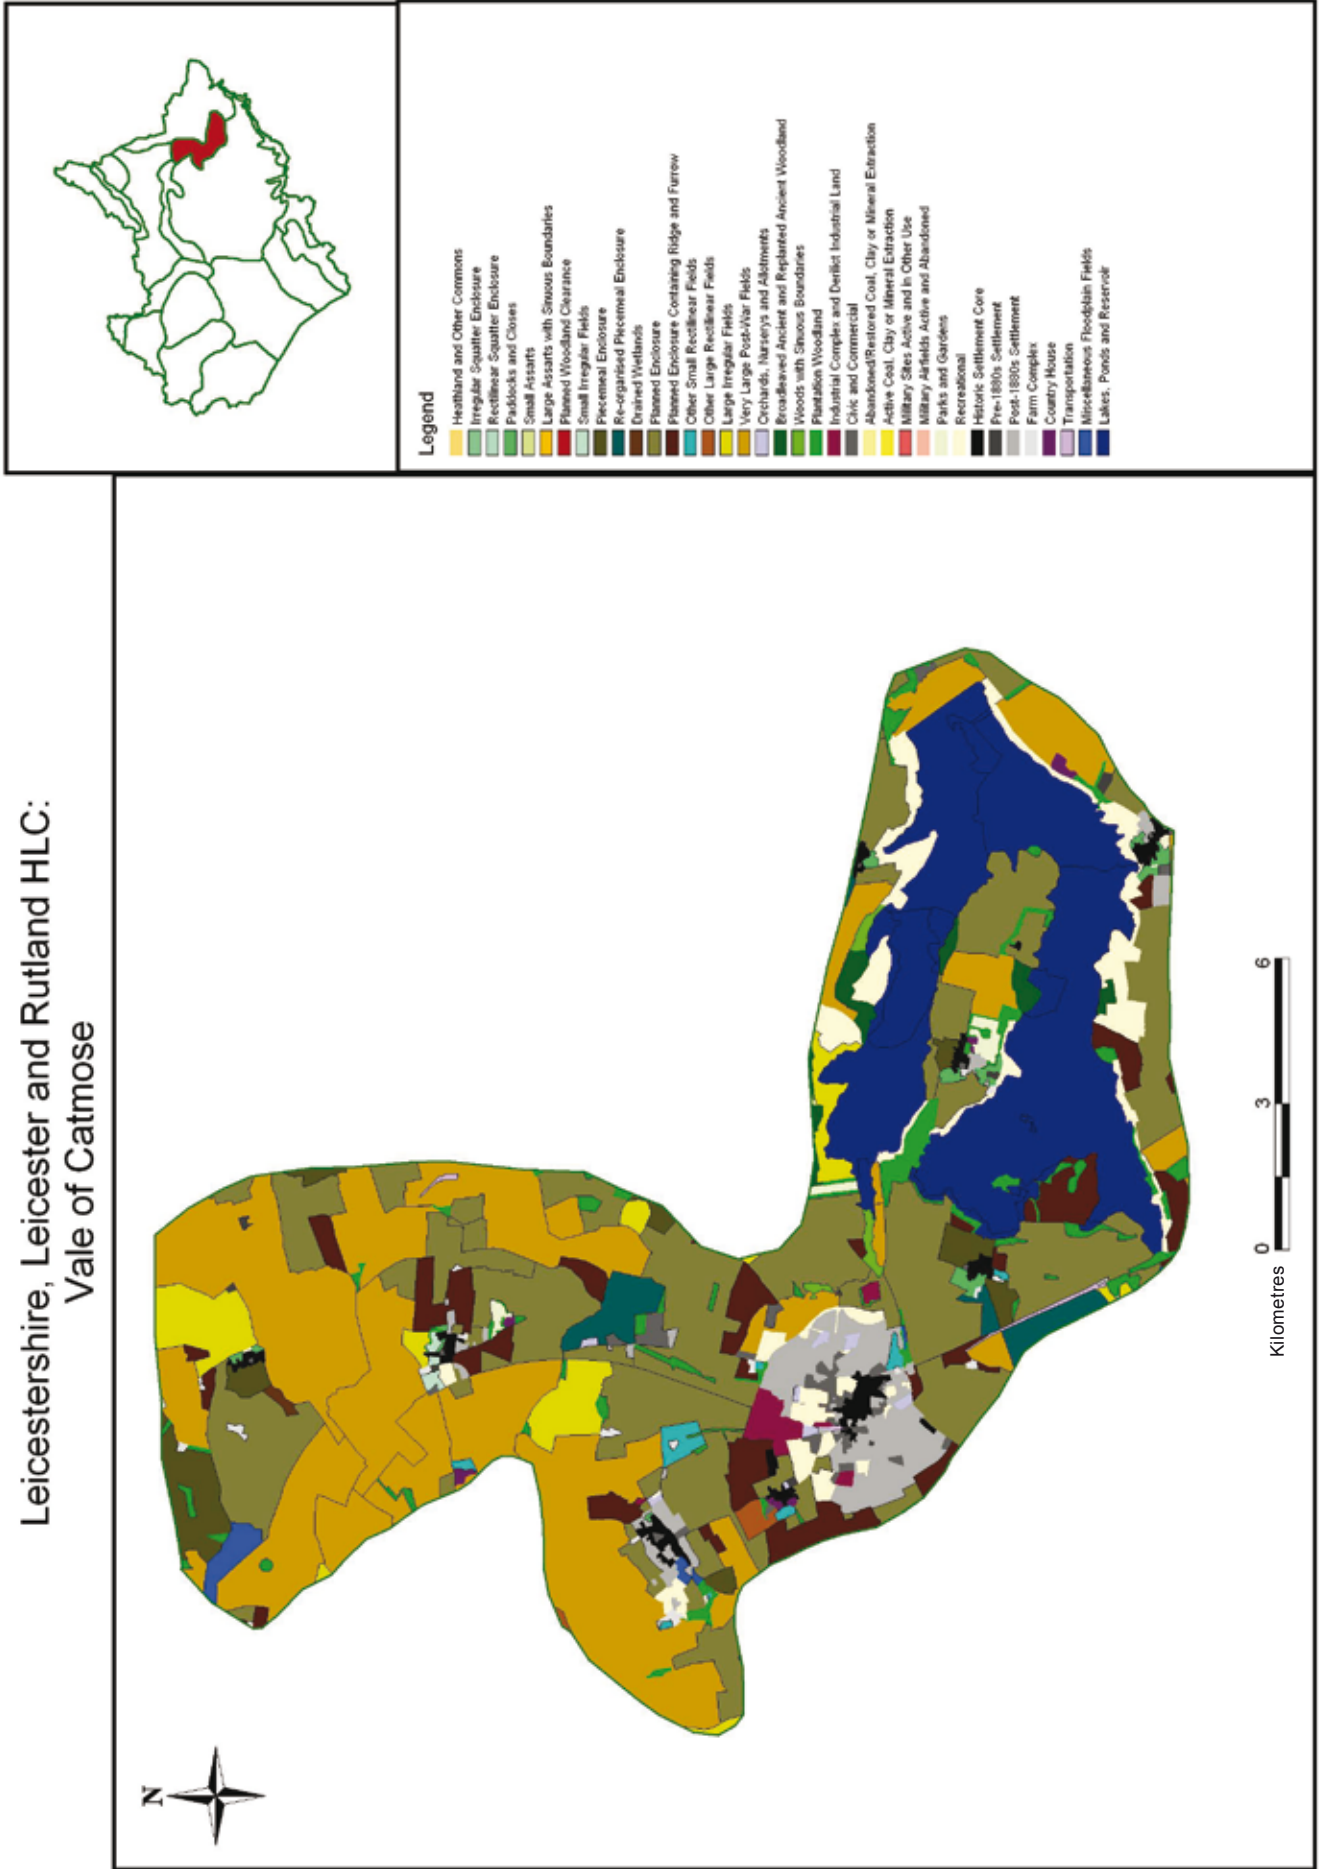 Leicestershire, Leicester and Rutland HLC:
Vale of Catmose
N
Legend
Heathland and Other Commons
Irregular Squatter Enclosure
Rectilinear Squatter Enclosure
Paddocks and Closes
Small Assarts
Large Assarts with Sinuous Boundaries
Planned Woodland Clearance
Small Irregular Fields
Piecemeal Enclosure
Re-organised Piecemeal Enclosure
Drained Wetlands
Planned Enclosure
Planned Enclosure Containing Ridge and Furrow
Other Small Rectilinear Fields
Other Large Rectilinear Fields
Large Irregular Fields
Very Large Post-War Fields
Orchards, Nurserys and Allotments
Broadleaved Ancient and Replanted Ancient Woodland
Woods with Sinuous Boundaries
Plantation Woodland
Industrial Complex and Derilict Industrial Land
Civic and Commercial
Abandoned/Restored Coal, Clay or Mineral Extraction
Active Coal, Clay or Mineral Extraction
Military Sites Active and in Other Use
Military Airfields Active and Abandoned
Parks and Gardens
Recreational
Historic Settlement Core
Pre-1880s Settlement
Post-1880s Settlement
Farm Complex
Country House
Transportation
Miscellaneous Floodplain Fields
Lakes, Ponds and Reservoir
0 3 6
Kilometres